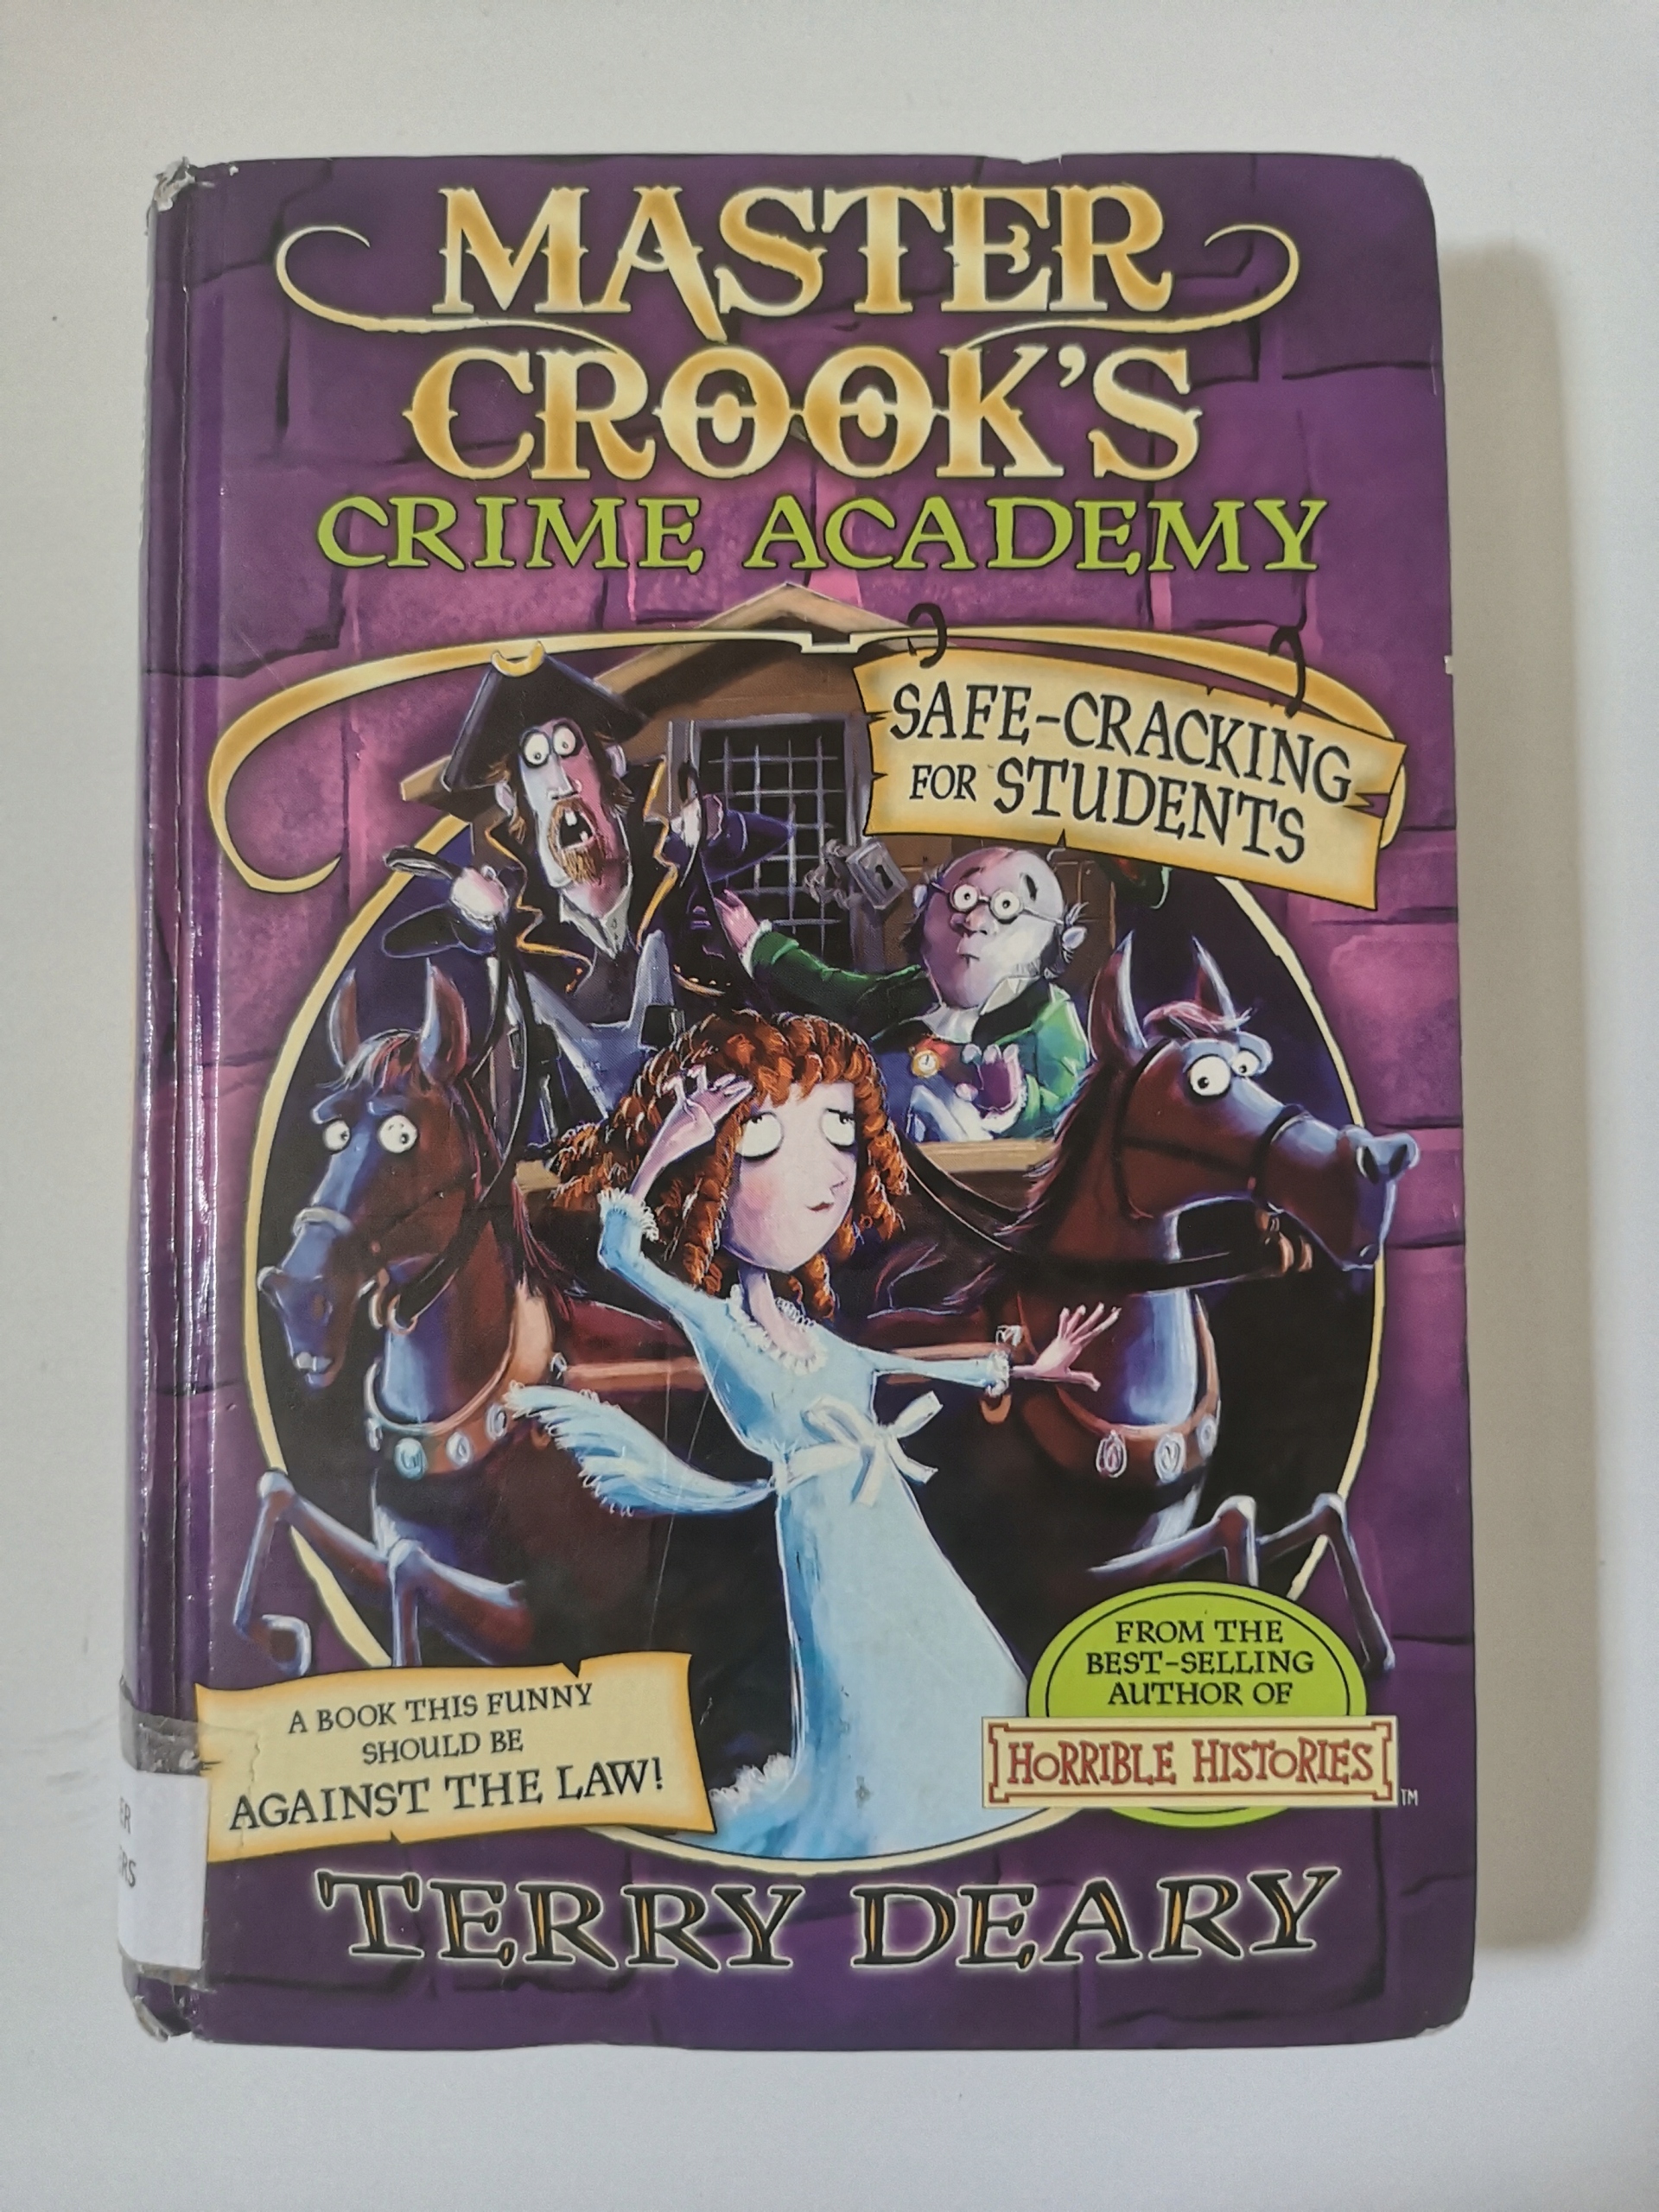 MASTER
CROOK'S
CRIME ACADEMY
SAFE-CRACKING
FOR STUDENTS
FROM THE
BEST-SELLING
AUTHOR OF
HORRIBLE HISTORIES
TM
A BOOK THIS FUNNY
SHOULD BE
AGAINST THE LAW!
TERRY DEARY